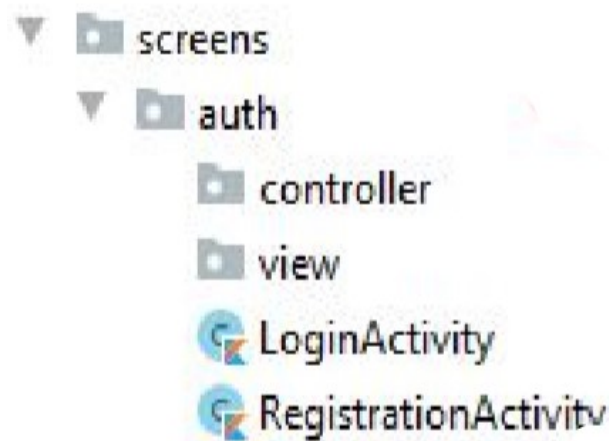 screens
auth
controller
view
LoginActivity
RegistrationActivity